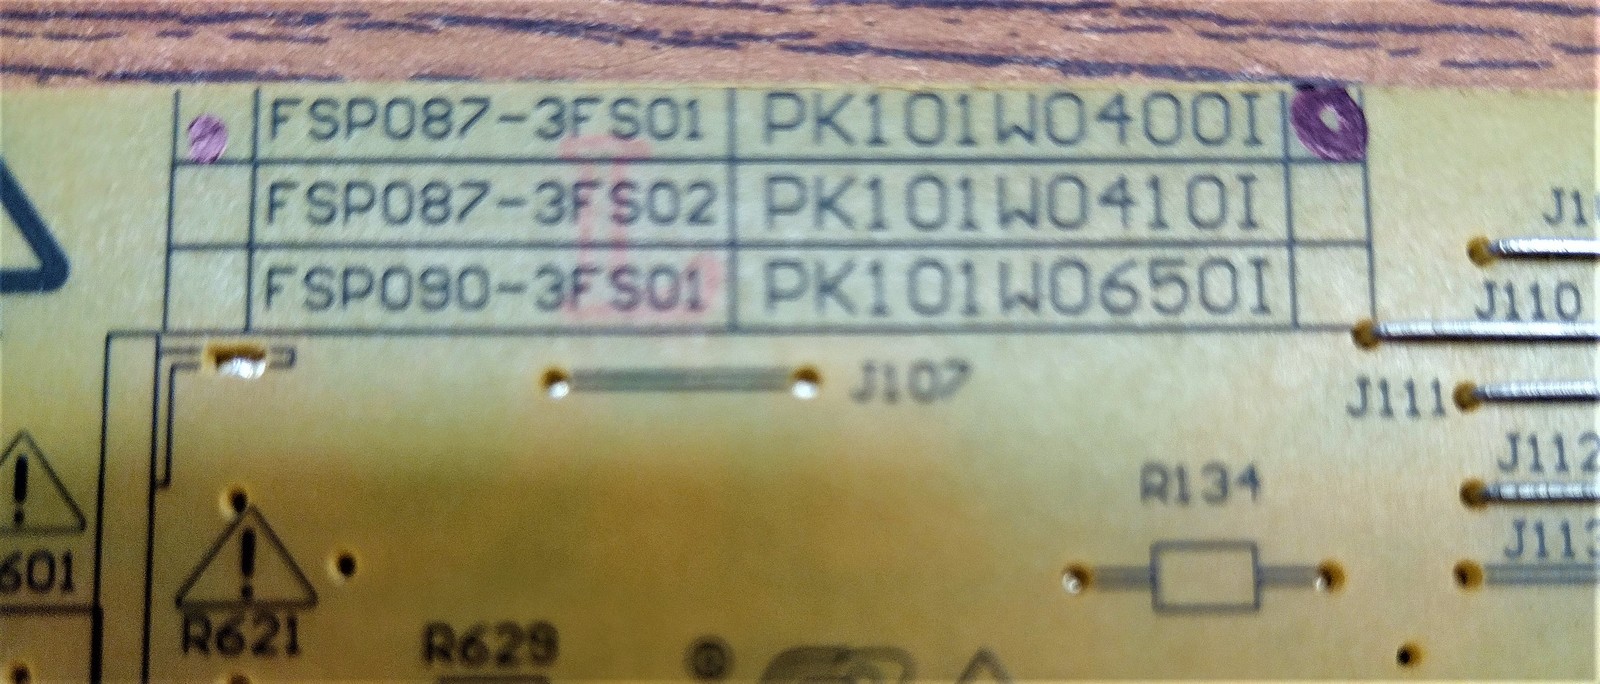 FSP087-3FS01 PK101W0400I
FSP087-3FS02 PK101W0410I
FSP090-3FS01 PK101W0650I
J110
J107
J111
J112
R134
J113
601
R621
R629